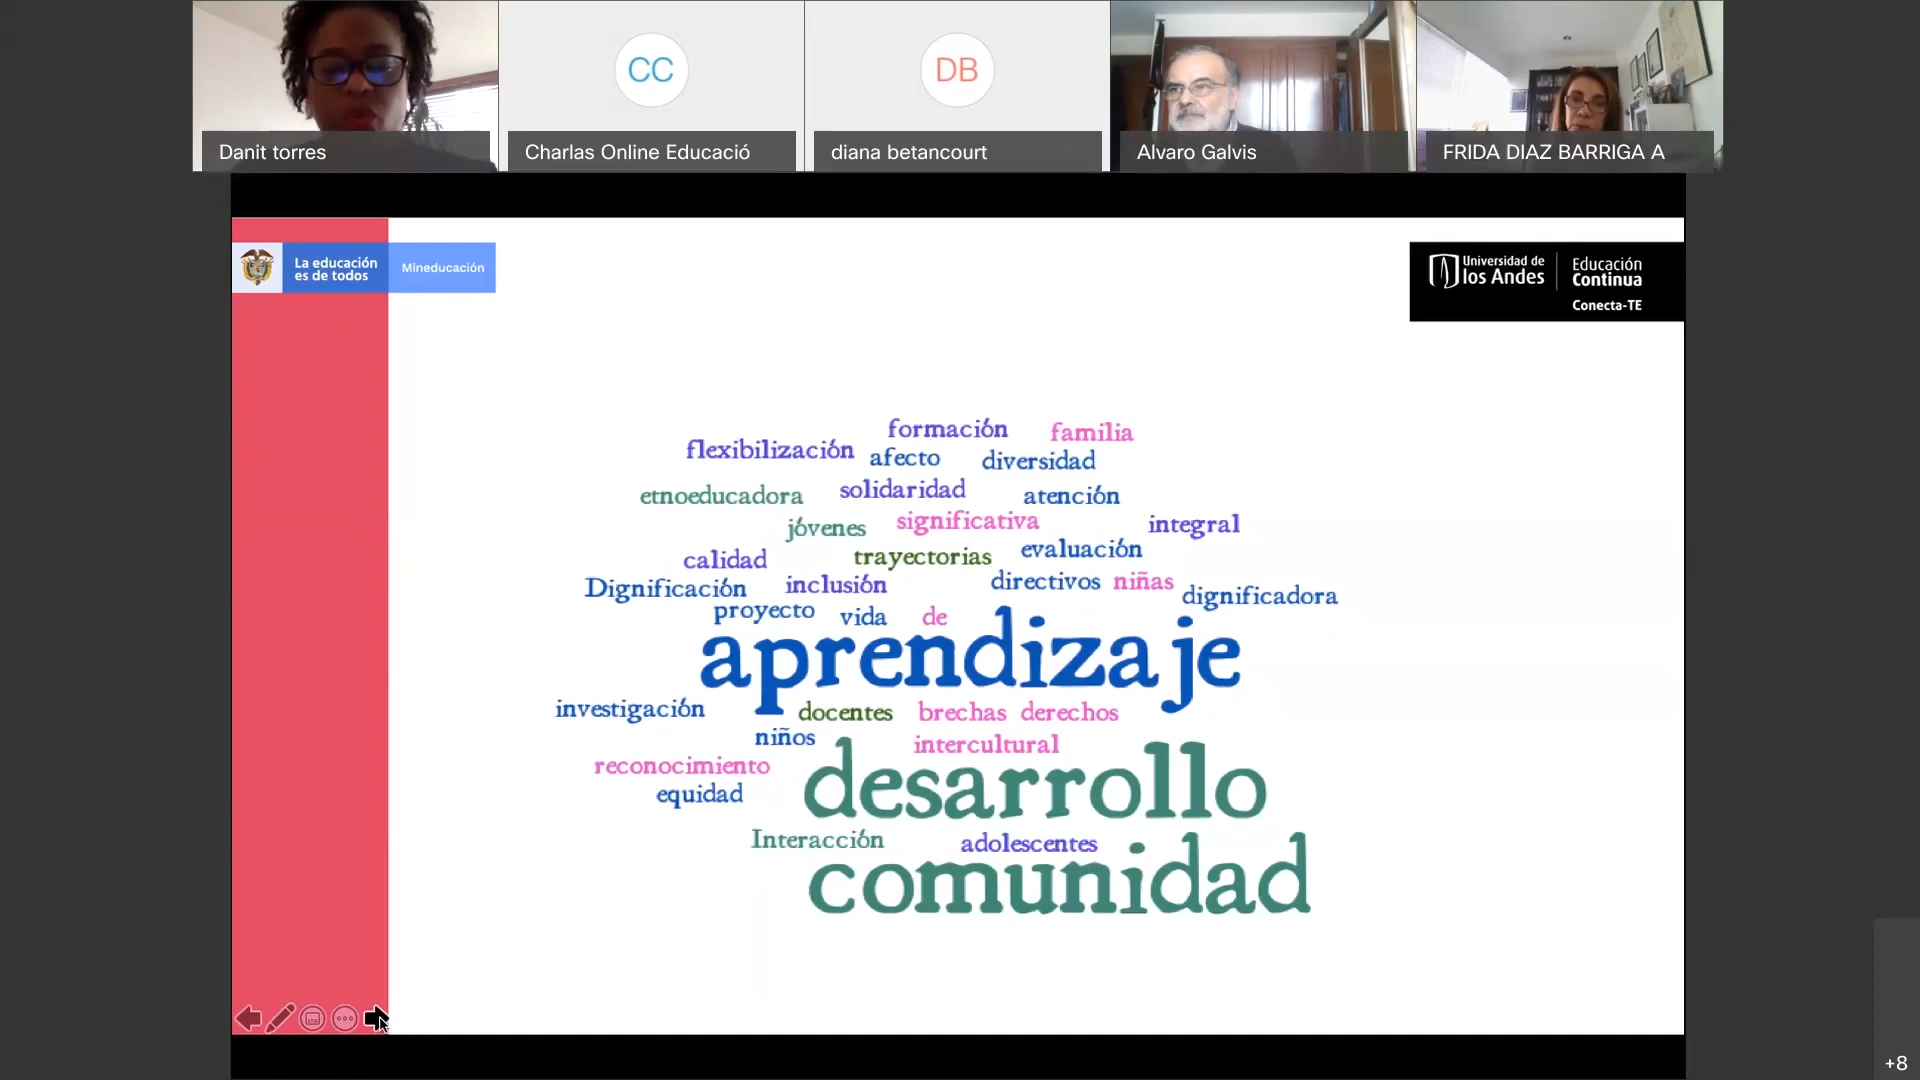 CC
DB
Danit torres
Charlas Online Educació
diana betancourt
Alvaro Galvis
FRIDA DIAZ BARRIGA A
La educación
es de todos
Mineducación
Universidad de
los Andes
Educación
Continua
Conecta-TE
formación
familia
flexibilización
afecto
diversidad
etnoeducadora
solidaridad
atención
jóvenes
significativa
integral
calidad
trayectorias
evaluación
Dignificación
inclusión
directivos
niñas
dignificadora
proyecto
vida
de
aprendizaje
investigación
docentes
brechas
derechos
niños
intercultural
reconocimiento
desarrollo
equidad
Interacción
adolescentes
comunidad
+8